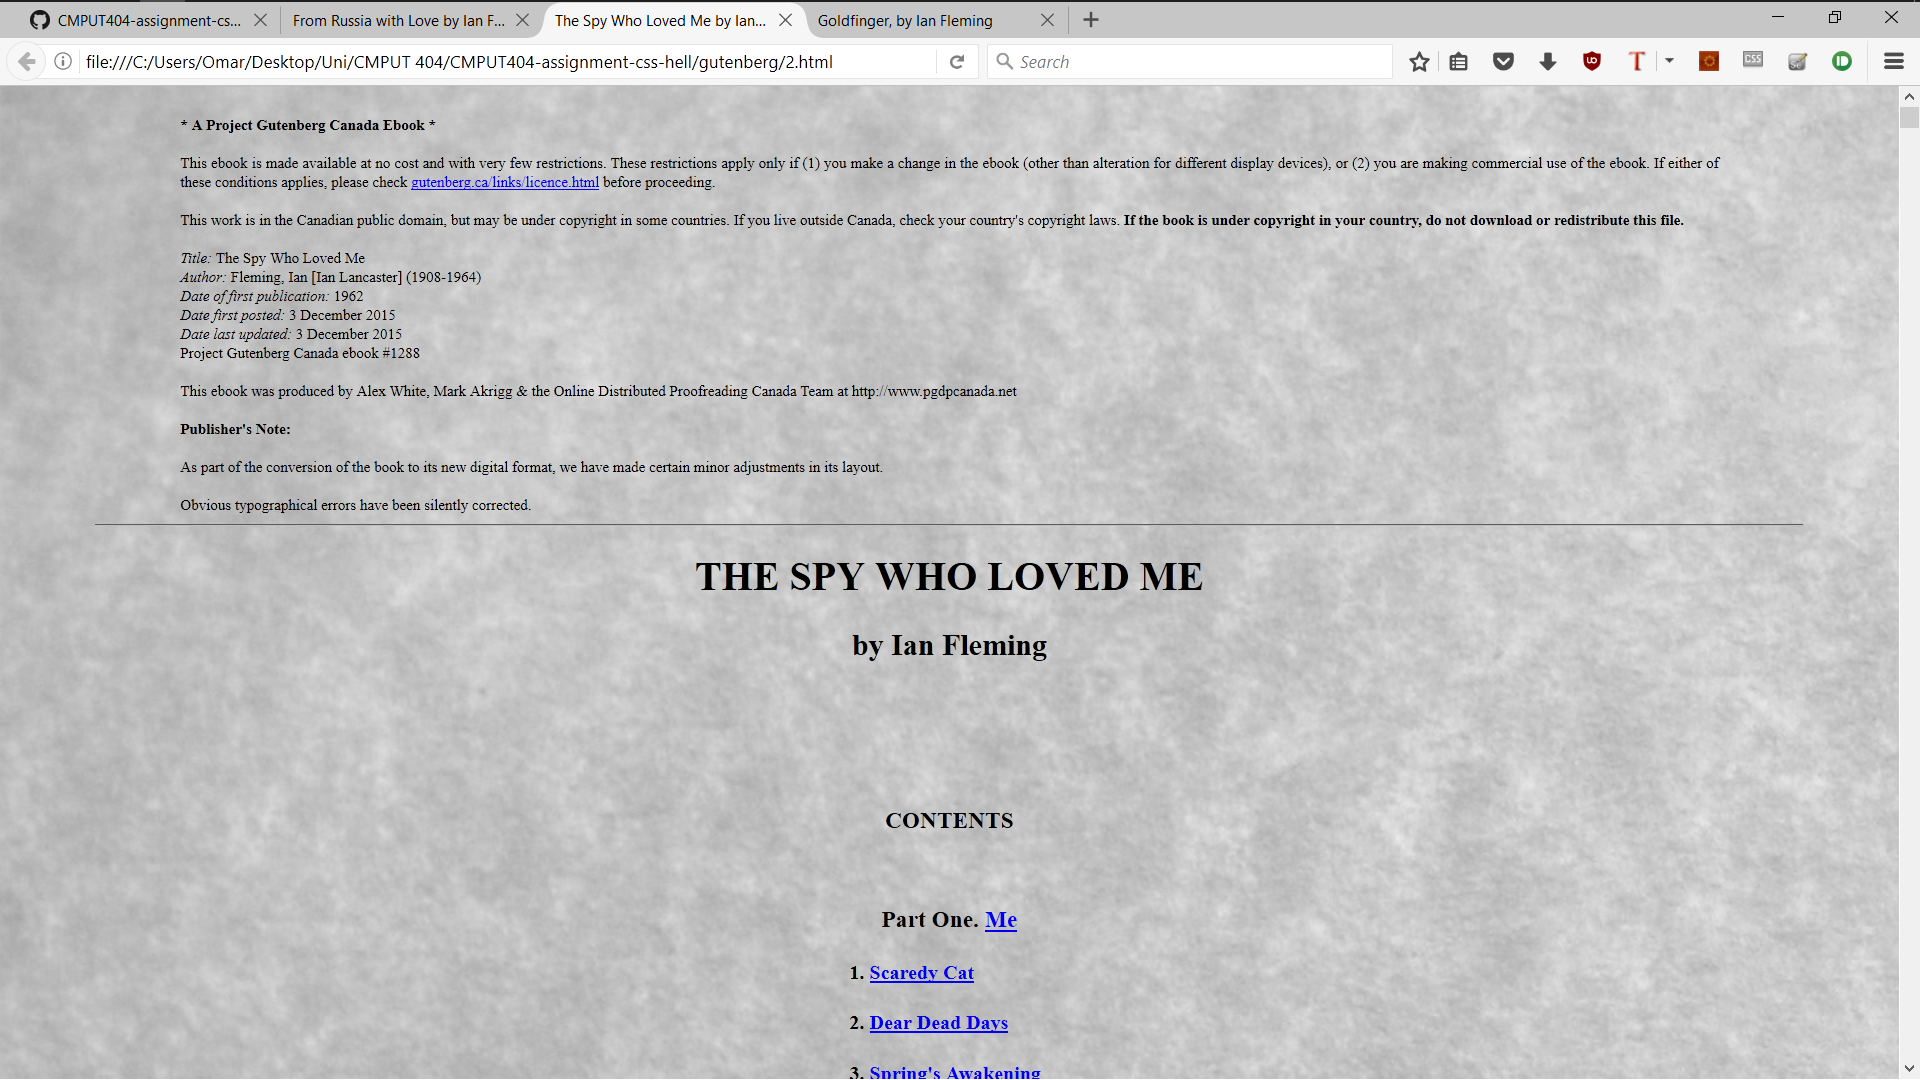 CMPUT404-assignment-cs...
From Russia with Love by Ian F...
The Spy Who Loved Me by Ian...
Goldfinger, by Ian Fleming
file:///C:/Users/Omar/Desktop/Uni/CMPUT 404/CMPUT404-assignment-css-hell/gutenberg/2.html
Search
CSS
* A Project Gutenberg Canada Ebook *
This ebook is made available at no cost and with very few restrictions. These restrictions apply only if (1) you make a change in the ebook (other than alteration for different display devices), or (2) you are making commercial use of the ebook. If either of
these conditions applies, please check gutenberg.ca/links/licence.html before proceeding.
This work is in the Canadian public domain, but may be under copyright in some countries. If you live outside Canada, check your country's copyright laws. If the book is under copyright in your country, do not download or redistribute this file.
Title: The Spy Who Loved Me
Author: Fleming, Ian [Ian Lancaster] (1908-1964)
Date of first publication: 1962
Date first posted: 3 December 2015
Date last updated: 3 December 2015
Project Gutenberg Canada ebook #1288
This ebook was produced by Alex White, Mark Akrigg & the Online Distributed Proofreading Canada Team at http://www.pgdpcanada.net
Publisher's Note:
As part of the conversion of the book to its new digital format, we have made certain minor adjustments in its layout.
Obvious typographical errors have been silently corrected.
THE SPY WHO LOVED ME
by Ian Fleming
CONTENTS
Part One. Me
1. Scaredy Cat
2. Dear Dead Days
3. Spring's Awakening